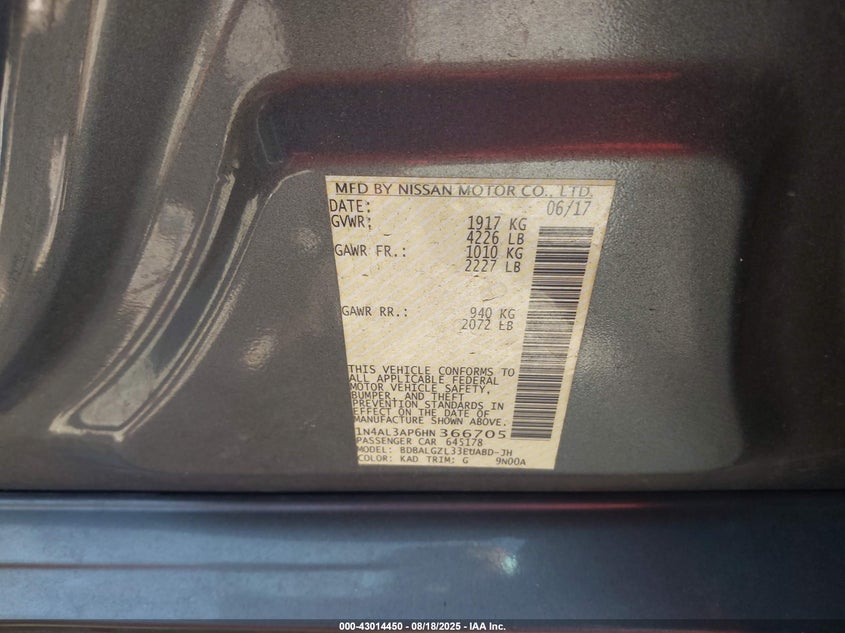 MFD BY NISSAN MOTOR CO., LTD.
DATE: 06/17
GVWR: 1917 KG
4226 LB
GAWR FR.: 1010 KG
2227 LB
GAWR RR.: 940 KG
2072 LB
THIS VEHICLE CONFORMS TO
ALL APPLICABLE FEDERAL
MOTOR VEHICLE SAFETY,
BUMPER, AND THEFT
PREVENTION STANDARDS IN
EFFECT ON THE DATE OF
MANUFACTURE SHOWN ABOVE.
1N4AL3AP6HN 366705
PASSENGER CAR 645178
MODEL: BDBALGZL33EUABD-JH
COLOR: KAD TRIM: G 9N00A
000-43014450 - 08/18/2025 - IAA Inc.